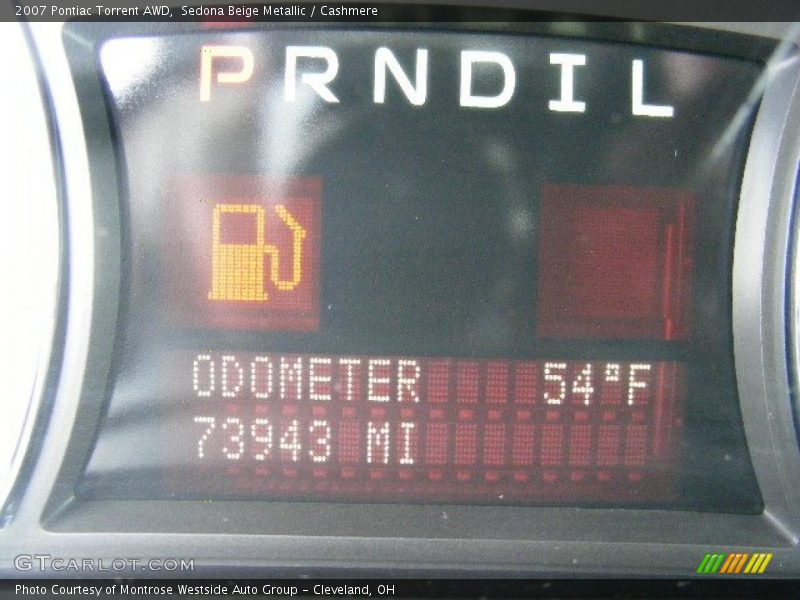 2007 Pontiac Torrent AWD, Sedona Beige Metallic / Cashmere
P R N D I L
ODOMETER 54°F
73943 MI
GTCARLOT.COM
Photo Courtesy of Montrose Westside Auto Group - Cleveland, OH